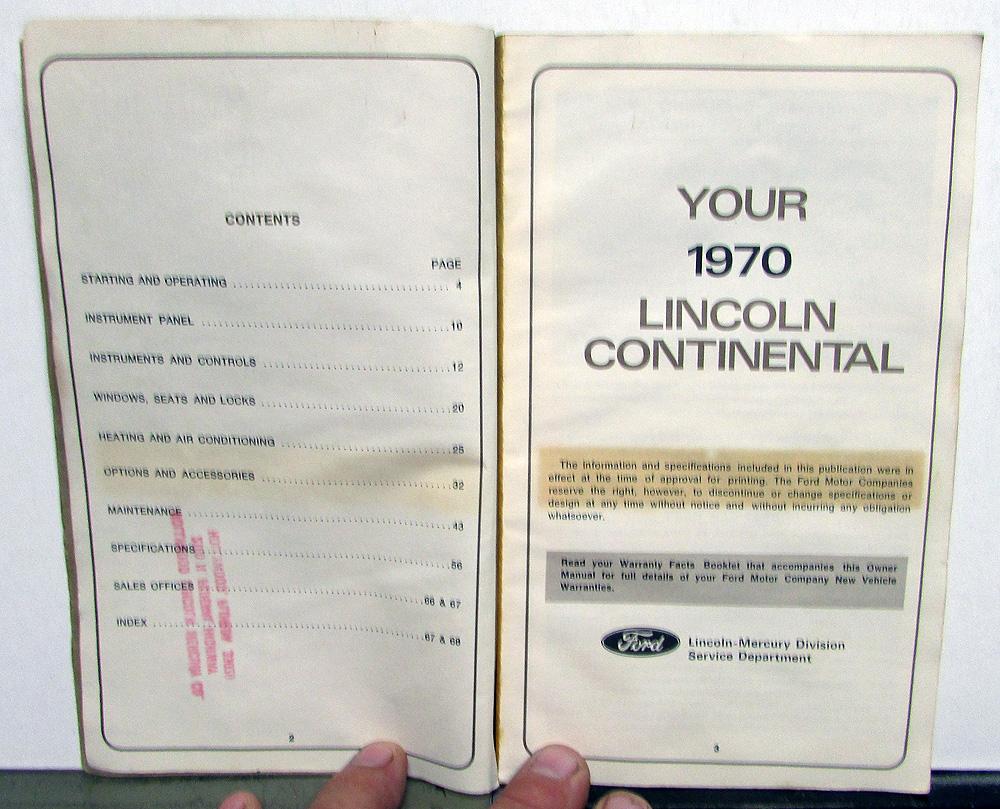 CONTENTS
PAGE
STARTING AND OPERATING ........ 4
INSTRUMENT PANEL ........ 10
INSTRUMENTS AND CONTROLS ........ 12
WINDOWS, SEATS AND LOCKS ........ 20
HEATING AND AIR CONDITIONING ........ 25
OPTIONS AND ACCESSORIES ........ 32
MAINTENANCE ........ 43
SPECIFICATIONS ........ 56
SALES OFFICES ........ 66 & 67
INDEX ........ 67 & 68
2
YOUR
1970
LINCOLN
CONTINENTAL
The information and specifications included in this publication were in
effect at the time of approval for printing. The Ford Motor Companies
reserve the right, however, to discontinue or change specifications or
design at any time without notice and without incurring any obligation
whatsoever.
Read your Warranty Facts Booklet that accompanies this Owner
Manual for full details of your Ford Motor Company New Vehicle
Warranties.
Ford
Lincoln-Mercury Division
Service Department
3